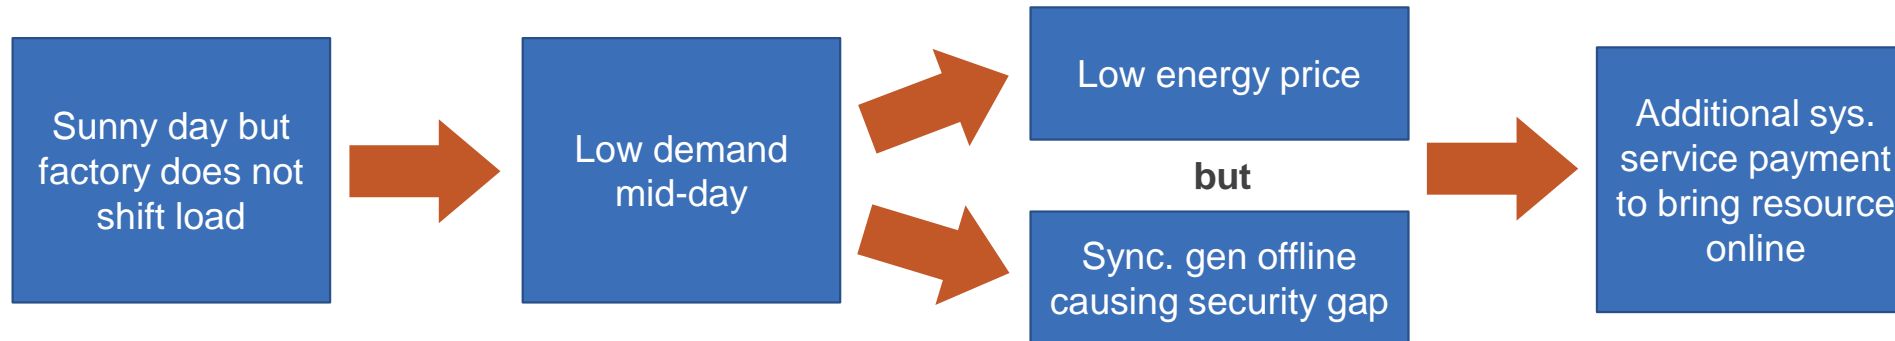 Sunny day but
factory does not
shift load
Low demand
mid-day
Low energy price
but
Sync. gen offline
causing security gap
Additional sys.
service payment
to bring resource
online